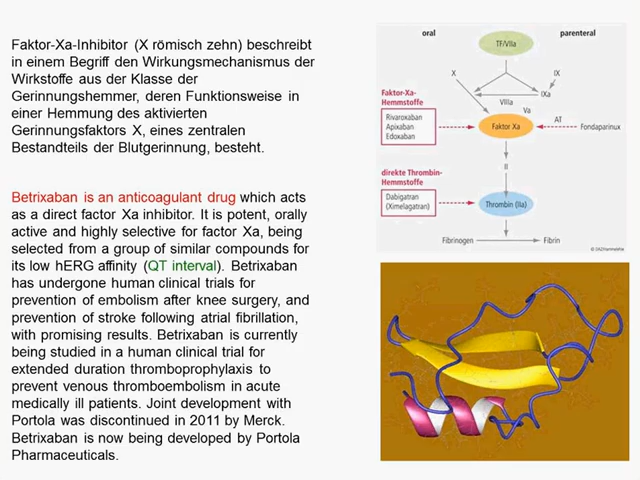 Faktor-Xa-Inhibitor (X römisch zehn) beschreibt
in einem Begriff den Wirkungsmechanismus der
Wirkstoffe aus der Klasse der
Gerinnungshemmer, deren Funktionsweise in
einer Hemmung des aktivierten
Gerinnungsfaktors X, eines zentralen
Bestandteils der Blutgerinnung, besteht.
Betrixaban is an anticoagulant drug which acts
as a direct factor Xa inhibitor. It is potent, orally
active and highly selective for factor Xa, being
selected from a group of similar compounds for
its low hERG affinity (QT interval). Betrixaban
has undergone human clinical trials for
prevention of embolism after knee surgery, and
prevention of stroke following atrial fibrillation,
with promising results. Betrixaban is currently
being studied in a human clinical trial for
extended duration thromboprophylaxis to
prevent venous thromboembolism in acute
medically ill patients. Joint development with
Portola was discontinued in 2011 by Merck.
Betrixaban is now being developed by Portola
Pharmaceuticals.
oral
parenteral
TF/VIIa
X
IX
IXa
VIIIa
Va
Faktor-Xa-
Hemmstoffe
Rivaroxaban
Apixaban
Edoxaban
Faktor Xa
AT
Fondaparinux
II
direkte Thrombin-
Hemmstoffe
Dabigatran
(Ximelagatran)
Thrombin (IIa)
Fibrinogen
Fibrin